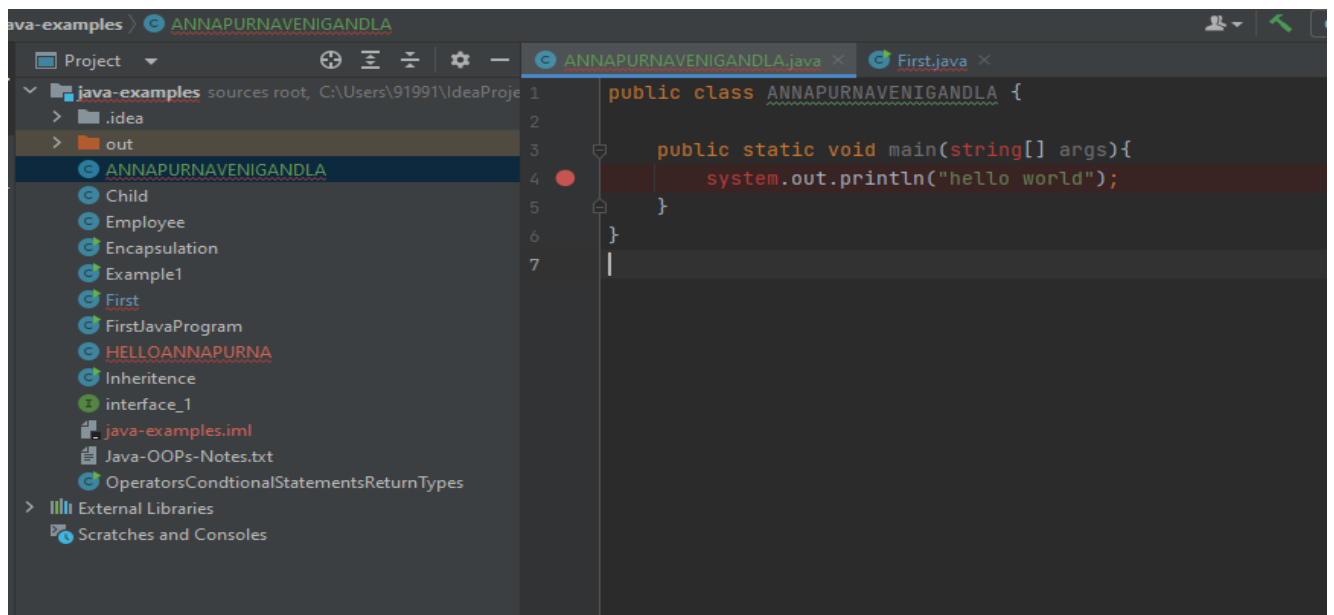 ava-examples ANNAPURNAVENIGANDLA
Project
java-examples sources root, C:\Users\91991\IdeaProje
.idea
out
ANNAPURNAVENIGANDLA
Child
Employee
Encapsulation
Example1
First
FirstJavaProgram
HELLOANNAPURNA
Inheritence
interface_1
java-examples.iml
Java-OOPs-Notes.txt
OperatorsCondtionalStatementsReturnTypes
External Libraries
Scratches and Consoles
ANNAPURNAVENIGANDLA.java First.java
1 public class ANNAPURNAVENIGANDLA {
2
3 public static void main(string[] args){
4 system.out.println("hello world");
5 }
6 }
7